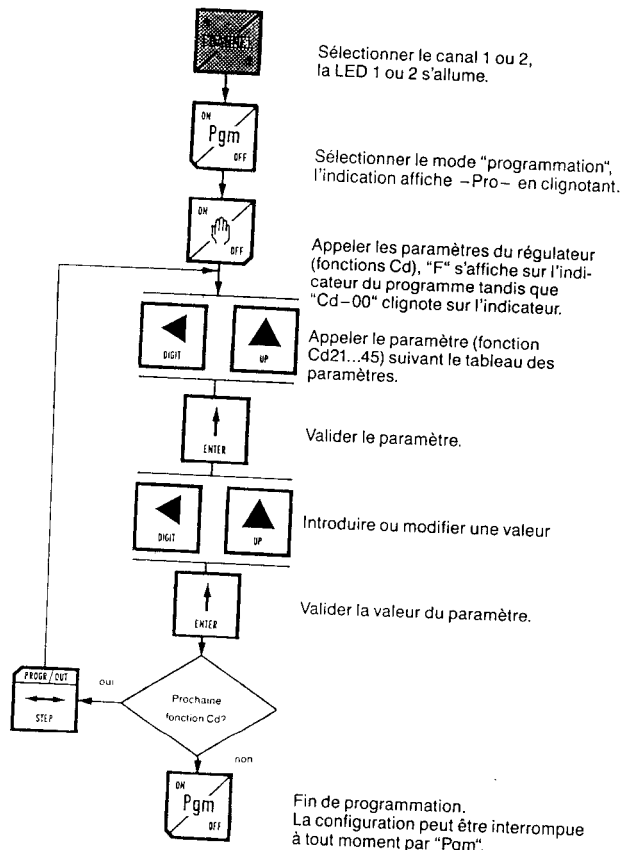 CHANNEL
Sélectionner le canal 1 ou 2,
la LED 1 ou 2 s'allume.
ON
Pgm
OFF
Sélectionner le mode "programmation",
l'indication affiche –Pro– en clignotant.
ON
OFF
Appeler les paramètres du régulateur
(fonctions Cd), "F" s'affiche sur l'indi-
cateur du programme tandis que
"Cd–00" clignote sur l'indicateur.
DIGIT
UP
Appeler le paramètre (fonction
Cd21...45) suivant le tableau des
paramètres.
ENTER
Valider le paramètre.
DIGIT
UP
Introduire ou modifier une valeur
ENTER
Valider la valeur du paramètre.
PROGR/OUT
STEP
oui
Prochaine
fonction Cd?
non
ON
Pgm
OFF
Fin de programmation.
La configuration peut être interrompue
à tout moment par "Pgm".